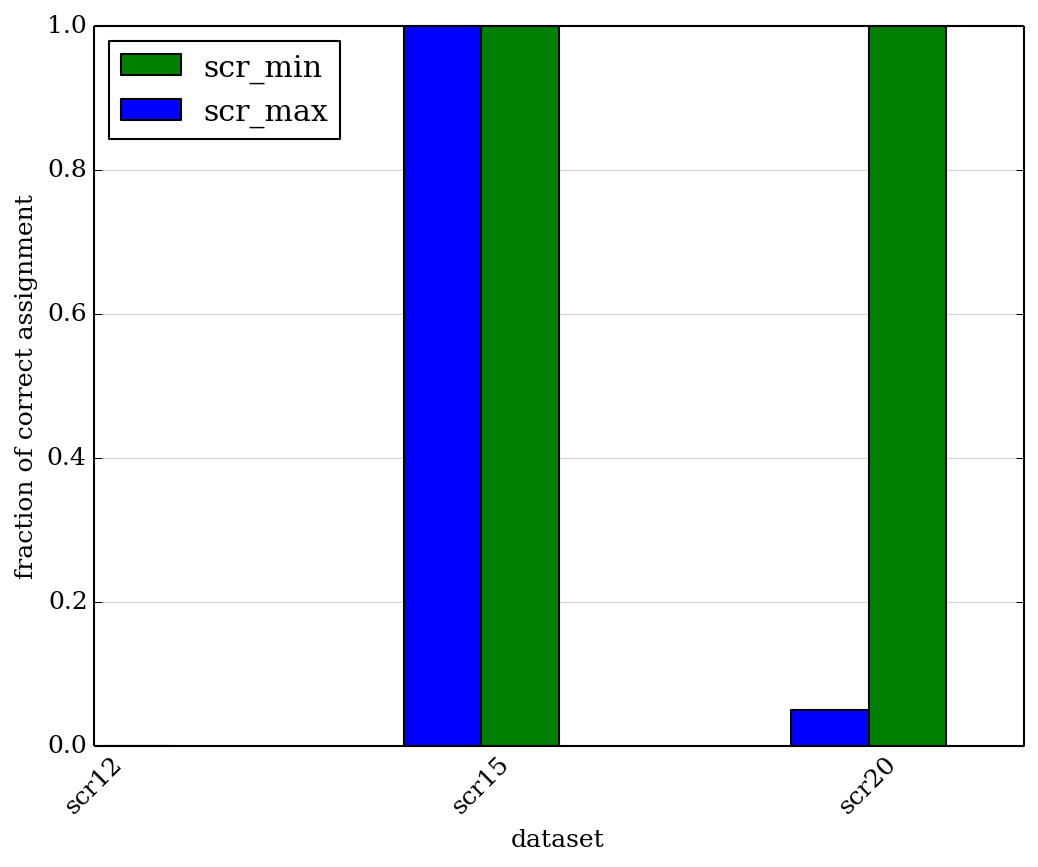 1.0
scr_min
scr_max
0.8
0.6
0.4
0.2
0.0
fraction of correct assignment
scr12
scr15
scr20
dataset